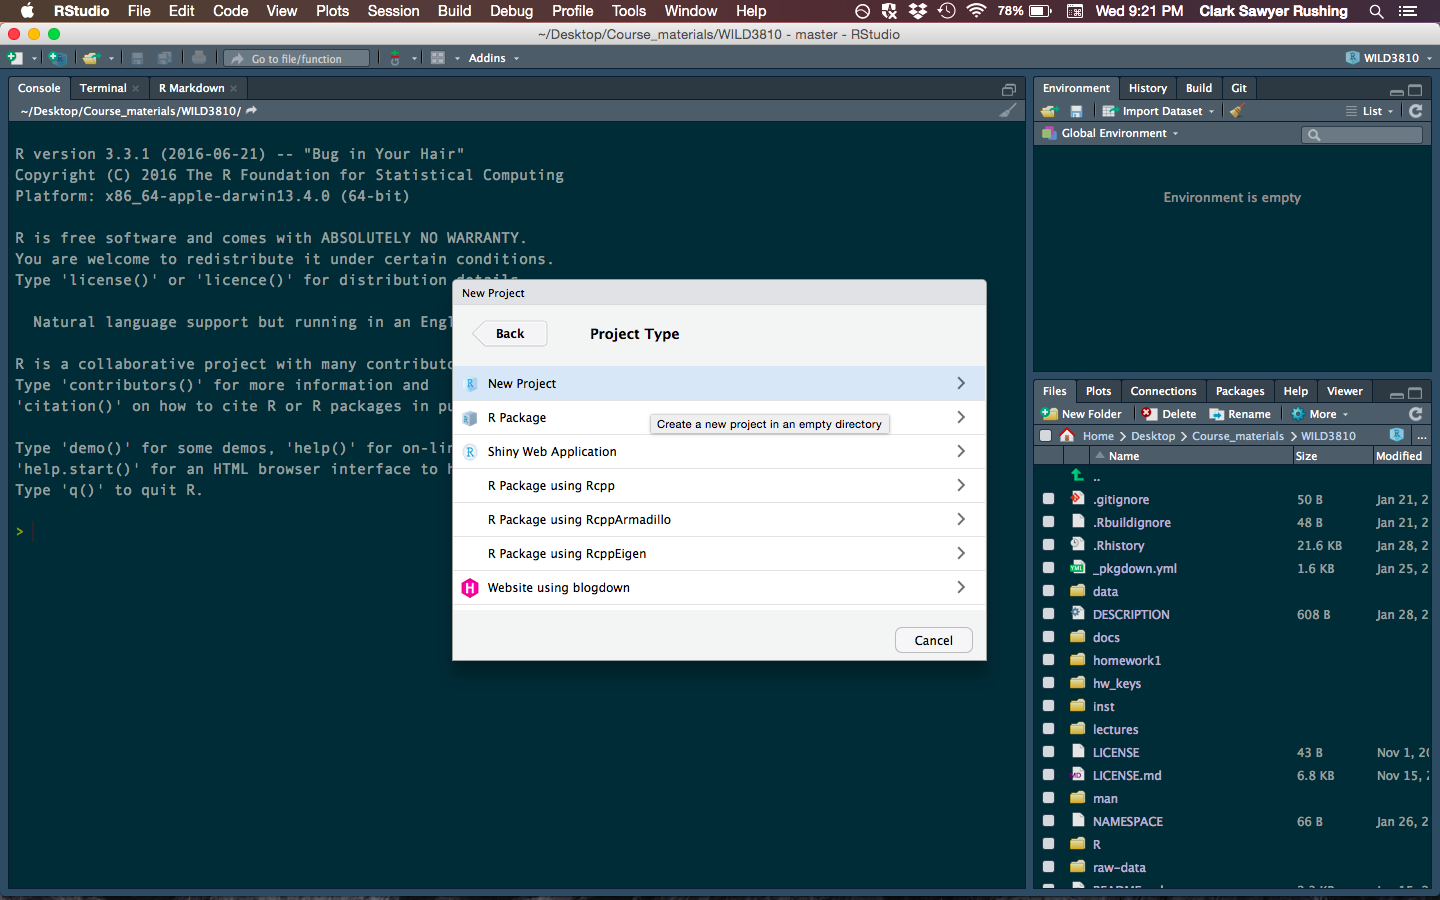 RStudio File Edit Code View Plots Session Build Debug Profile Tools Window Help 78% Wed 9:21 PM Clark Sawyer Rushing
~/Desktop/Course_materials/WILD3810 - master - RStudio
Go to file/function Addins WILD3810
Console Terminal R Markdown
~/Desktop/Course_materials/WILD3810/
R version 3.3.1 (2016-06-21) -- "Bug in Your Hair"
Copyright (C) 2016 The R Foundation for Statistical Computing
Platform: x86_64-apple-darwin13.4.0 (64-bit)
R is free software and comes with ABSOLUTELY NO WARRANTY.
You are welcome to redistribute it under certain conditions.
Type 'license()' or 'licence()' for distribution details.
Natural language support but running in an Engl
R is a collaborative project with many contributo
Type 'contributors()' for more information and
'citation()' on how to cite R or R packages in pu
Type 'demo()' for some demos, 'help()' for on-lin
'help.start()' for an HTML browser interface to h
Type 'q()' to quit R.
>
New Project
Back Project Type
R New Project
R Package
Create a new project in an empty directory
R Shiny Web Application
R Package using Rcpp
R Package using RcppArmadillo
R Package using RcppEigen
H Website using blogdown
Cancel
Environment History Build Git
Import Dataset List
Global Environment
Environment is empty
Files Plots Connections Packages Help Viewer
New Folder Delete Rename More
Home Desktop Course_materials WILD3810 ...
Name Size Modified
..
.gitignore 50 B Jan 21, 2
.Rbuildignore 48 B Jan 21, 2
.Rhistory 21.6 KB Jan 28, 2
_pkgdown.yml 1.6 KB Jan 25, 2
data
DESCRIPTION 608 B Jan 28, 2
docs
homework1
hw_keys
inst
lectures
LICENSE 43 B Nov 1, 20
LICENSE.md 6.8 KB Nov 15,
man
NAMESPACE 66 B Jan 26, 2
R
raw-data